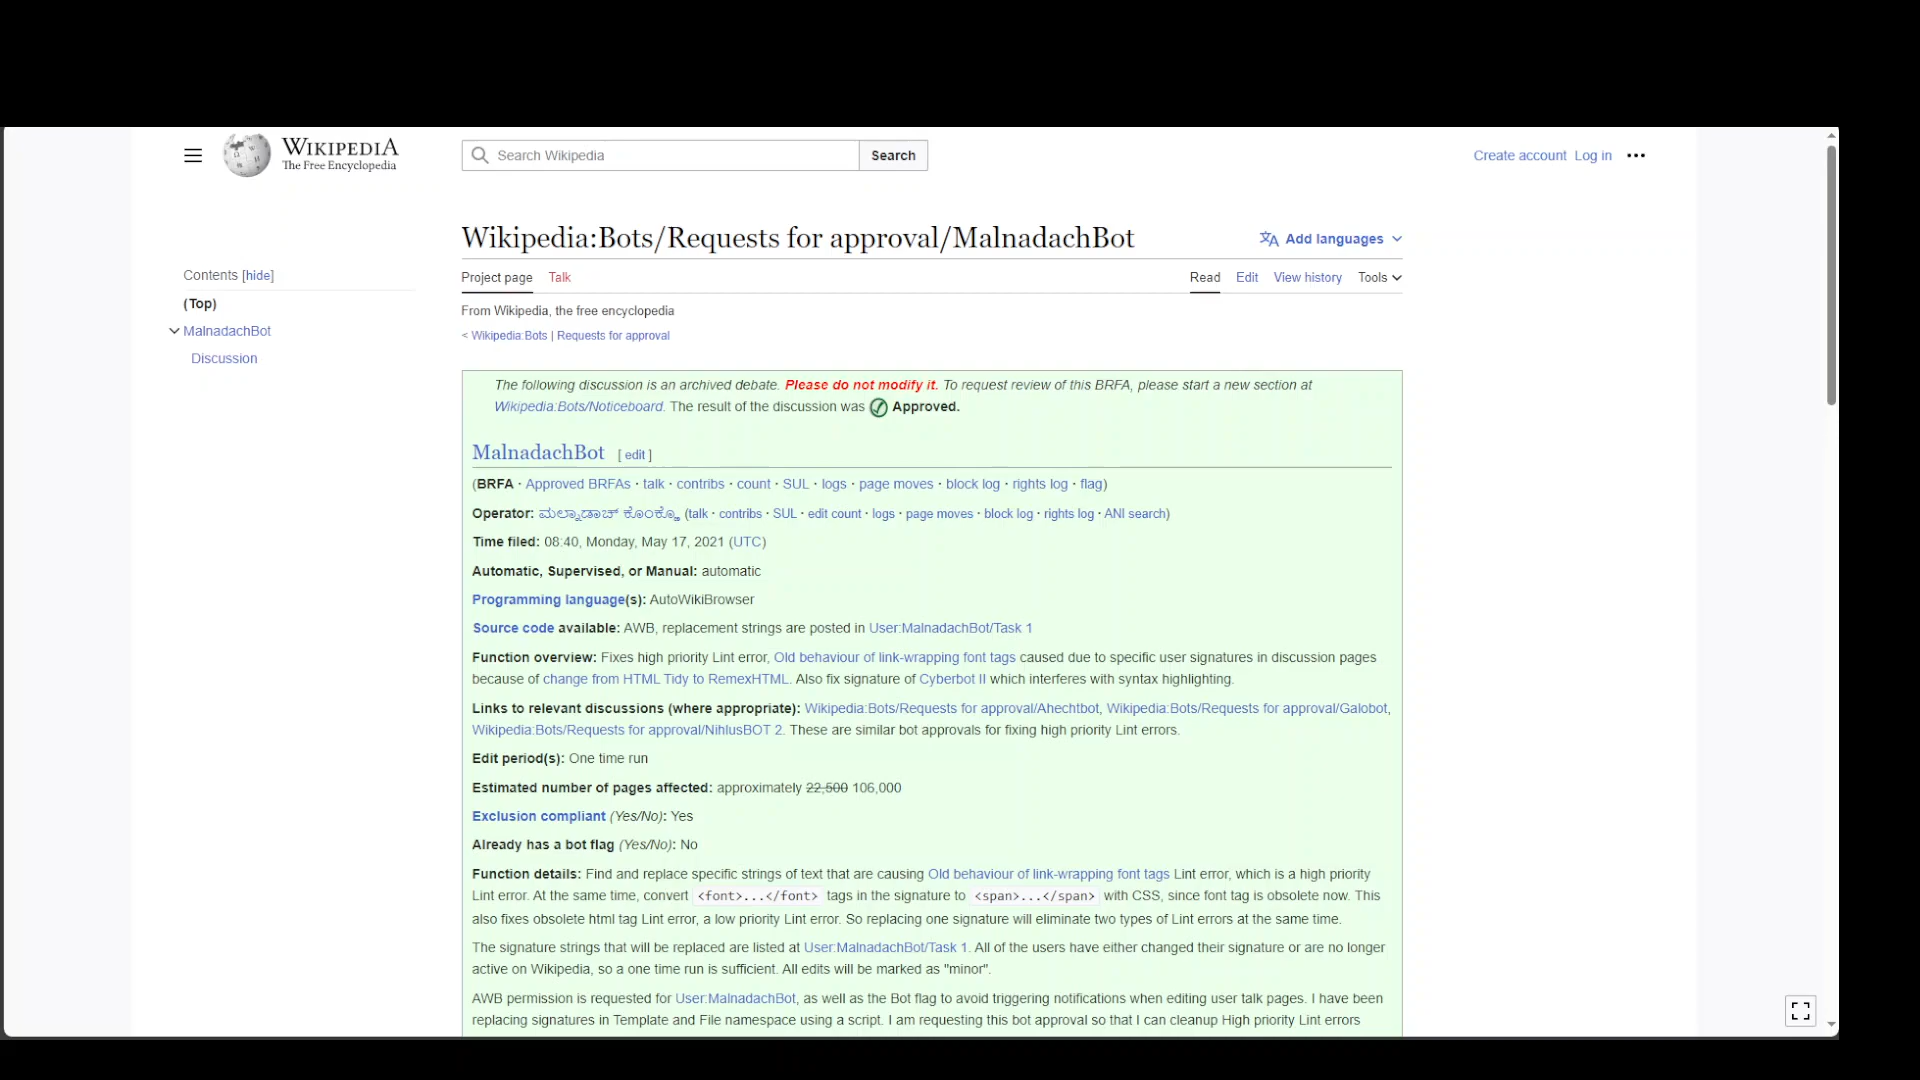 WIKIPEDIA
The Free Encyclopedia
Search Wikipedia
Search
Create account Log in
Wikipedia:Bots/Requests for approval/MalnadachBot
Add languages
Project page Talk
Read Edit View history Tools
Contents [hide]
(Top)
MalnadachBot
Discussion
From Wikipedia, the free encyclopedia
< Wikipedia:Bots | Requests for approval
The following discussion is an archived debate. Please do not modify it. To request review of this BRFA, please start a new section at
Wikipedia:Bots/Noticeboard. The result of the discussion was Approved.
MalnadachBot [ edit ]
(BRFA · Approved BRFAs · talk · contribs · count · SUL · logs · page moves · block log · rights log · flag)
Operator: ಮಲ್ನಾಡಾಚ್ ಕೊಂಕ್ಣೊ (talk · contribs · SUL · edit count · logs · page moves · block log · rights log · ANI search)
Time filed: 08:40, Monday, May 17, 2021 (UTC)
Automatic, Supervised, or Manual: automatic
Programming language(s): AutoWikiBrowser
Source code available: AWB, replacement strings are posted in User:MalnadachBot/Task 1
Function overview: Fixes high priority Lint error, Old behaviour of link-wrapping font tags caused due to specific user signatures in discussion pages
because of change from HTML Tidy to RemexHTML. Also fix signature of Cyberbot II which interferes with syntax highlighting.
Links to relevant discussions (where appropriate): Wikipedia:Bots/Requests for approval/Ahechtbot, Wikipedia:Bots/Requests for approval/Galobot,
Wikipedia:Bots/Requests for approval/NihlusBOT 2. These are similar bot approvals for fixing high priority Lint errors.
Edit period(s): One time run
Estimated number of pages affected: approximately 22,500 106,000
Exclusion compliant (Yes/No): Yes
Already has a bot flag (Yes/No): No
Function details: Find and replace specific strings of text that are causing Old behaviour of link-wrapping font tags Lint error, which is a high priority
Lint error. At the same time, convert <font>...</font> tags in the signature to <span>...</span> with CSS, since font tag is obsolete now. This
also fixes obsolete html tag Lint error, a low priority Lint error. So replacing one signature will eliminate two types of Lint errors at the same time.
The signature strings that will be replaced are listed at User:MalnadachBot/Task 1. All of the users have either changed their signature or are no longer
active on Wikipedia, so a one time run is sufficient. All edits will be marked as "minor".
AWB permission is requested for User:MalnadachBot, as well as the Bot flag to avoid triggering notifications when editing user talk pages. I have been
replacing signatures in Template and File namespace using a script. I am requesting this bot approval so that I can cleanup High priority Lint errors